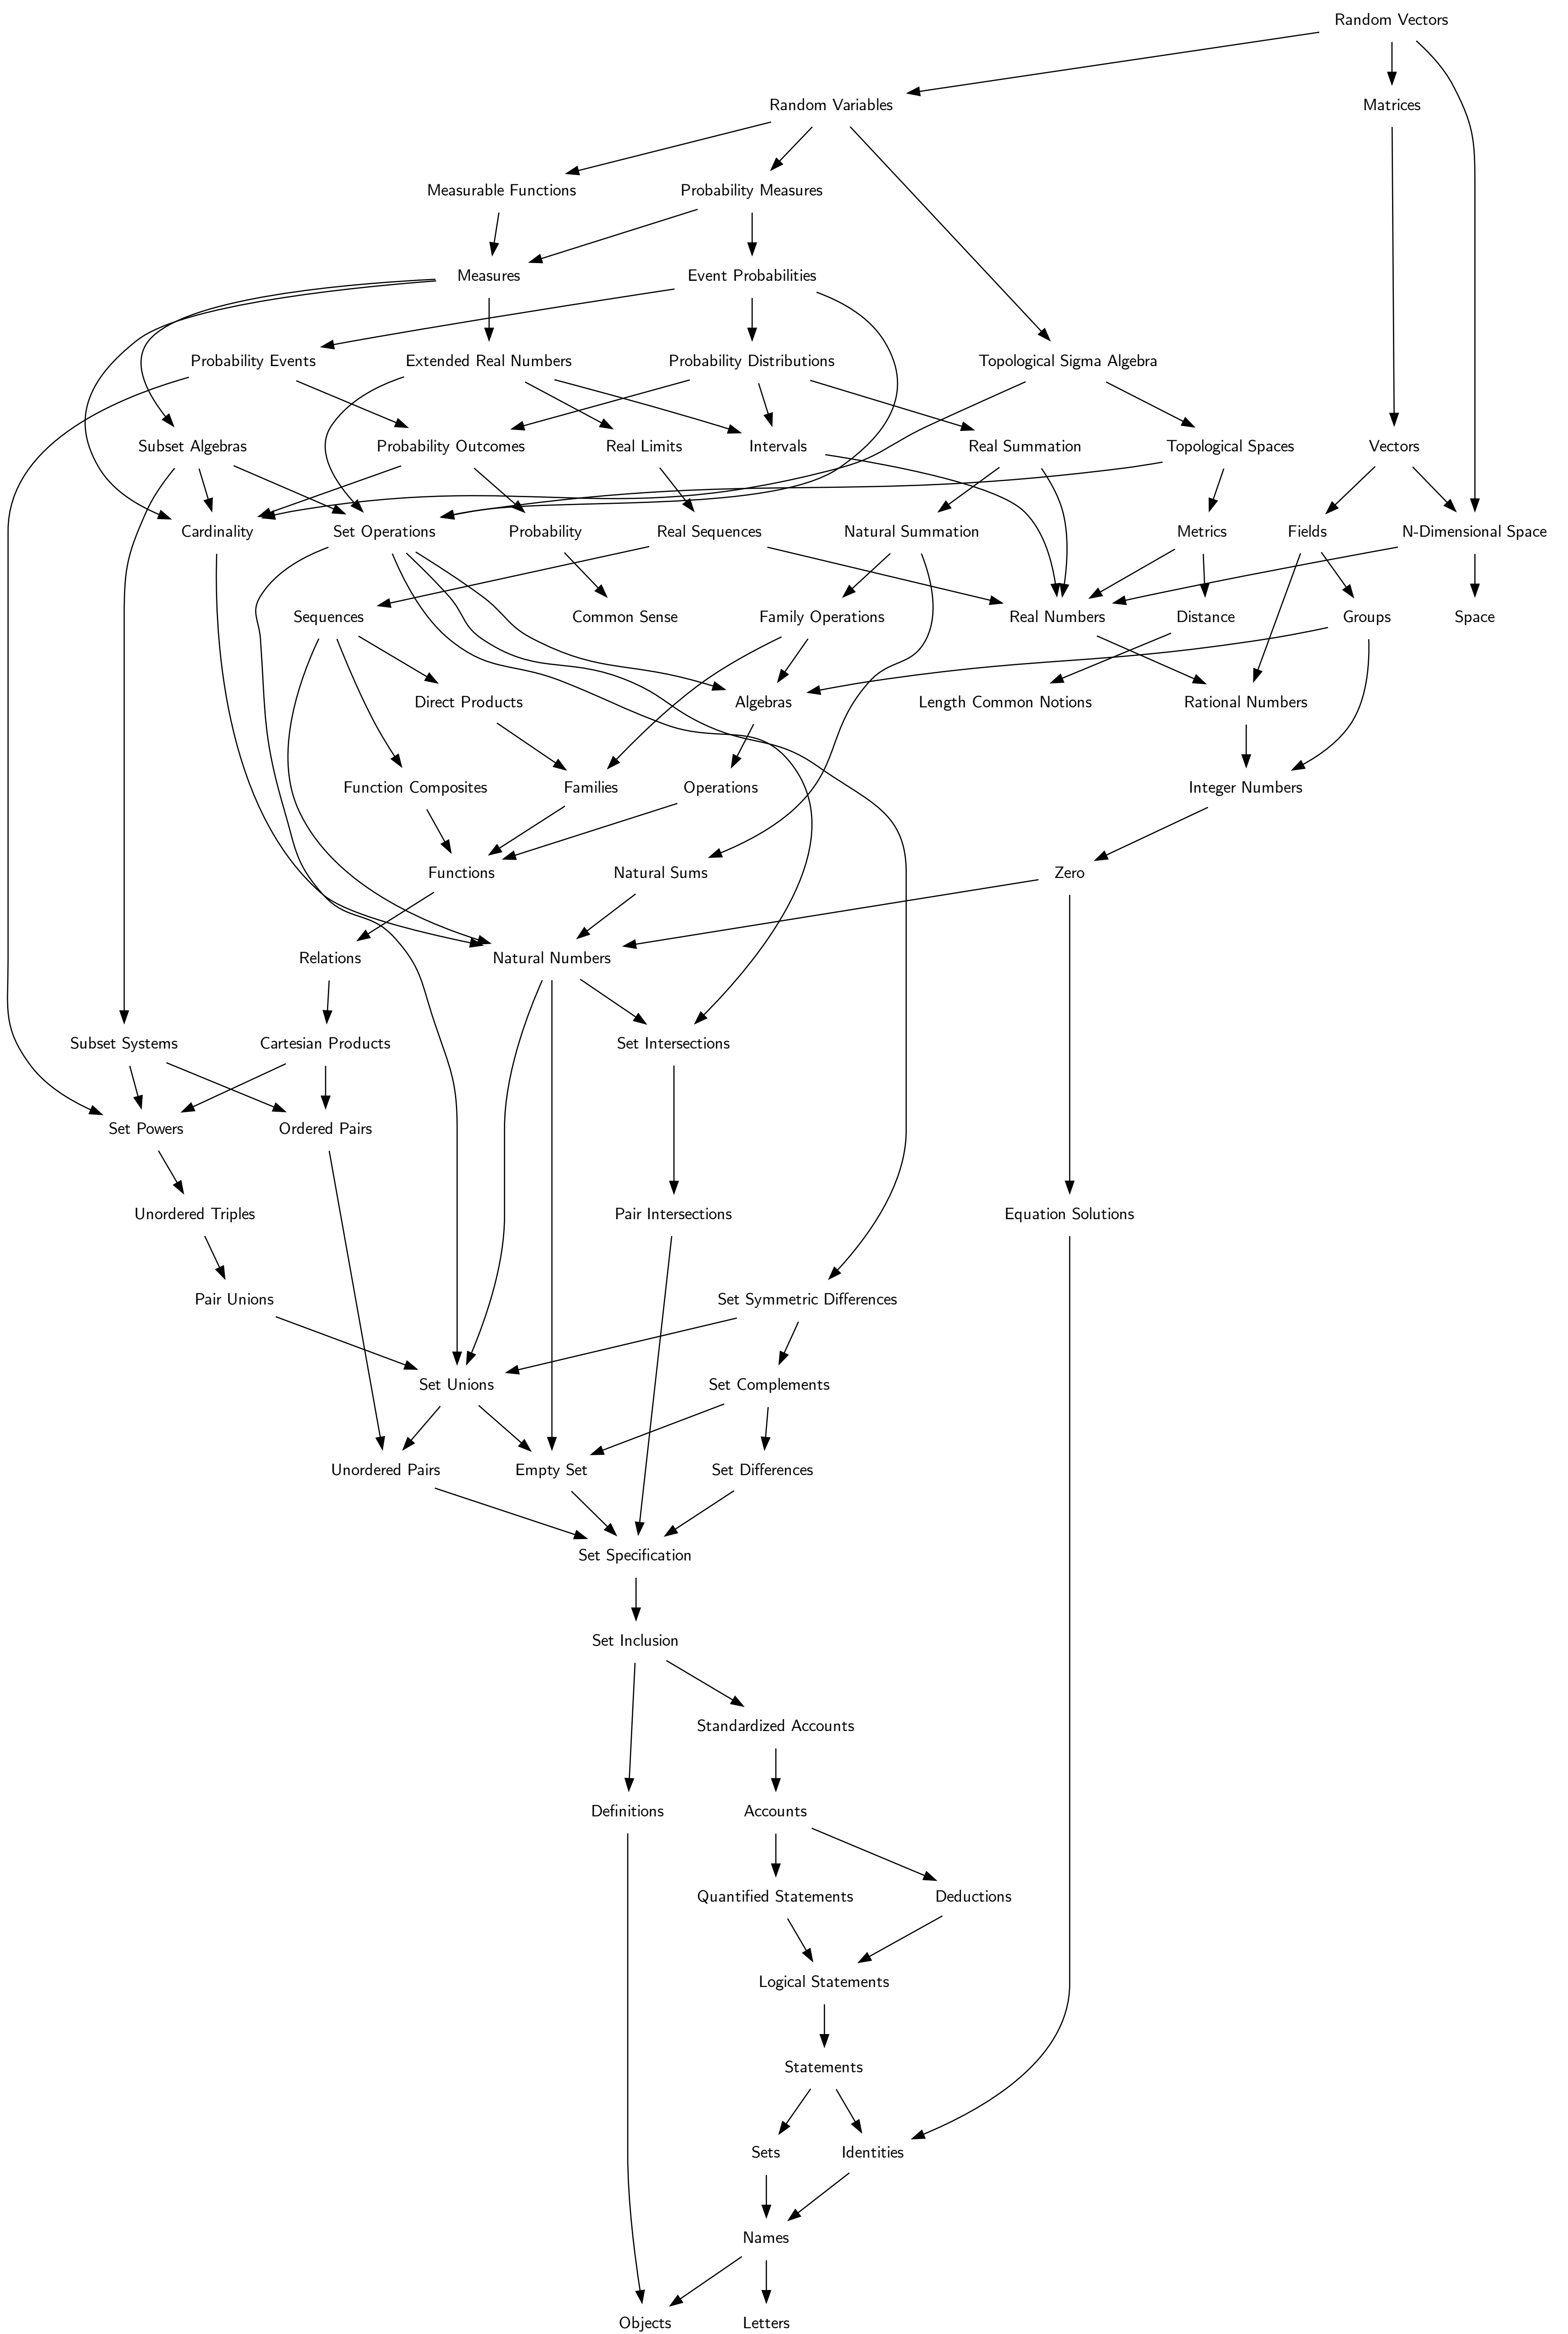 Random Vectors
Random Variables
Matrices
Measurable Functions
Probability Measures
Measures
Event Probabilities
Probability Events
Extended Real Numbers
Probability Distributions
Topological Sigma Algebra
Subset Algebras
Probability Outcomes
Real Limits
Intervals
Real Summation
Topological Spaces
Vectors
Cardinality
Set Operations
Probability
Real Sequences
Natural Summation
Metrics
Fields
N-Dimensional Space
Sequences
Common Sense
Family Operations
Real Numbers
Distance
Groups
Space
Direct Products
Algebras
Length Common Notions
Rational Numbers
Function Composites
Families
Operations
Integer Numbers
Functions
Natural Sums
Zero
Relations
Natural Numbers
Subset Systems
Cartesian Products
Set Intersections
Set Powers
Ordered Pairs
Unordered Triples
Pair Intersections
Equation Solutions
Pair Unions
Set Symmetric Differences
Set Unions
Set Complements
Unordered Pairs
Empty Set
Set Differences
Set Specification
Set Inclusion
Standardized Accounts
Definitions
Accounts
Quantified Statements
Deductions
Logical Statements
Statements
Sets
Identities
Names
Objects
Letters